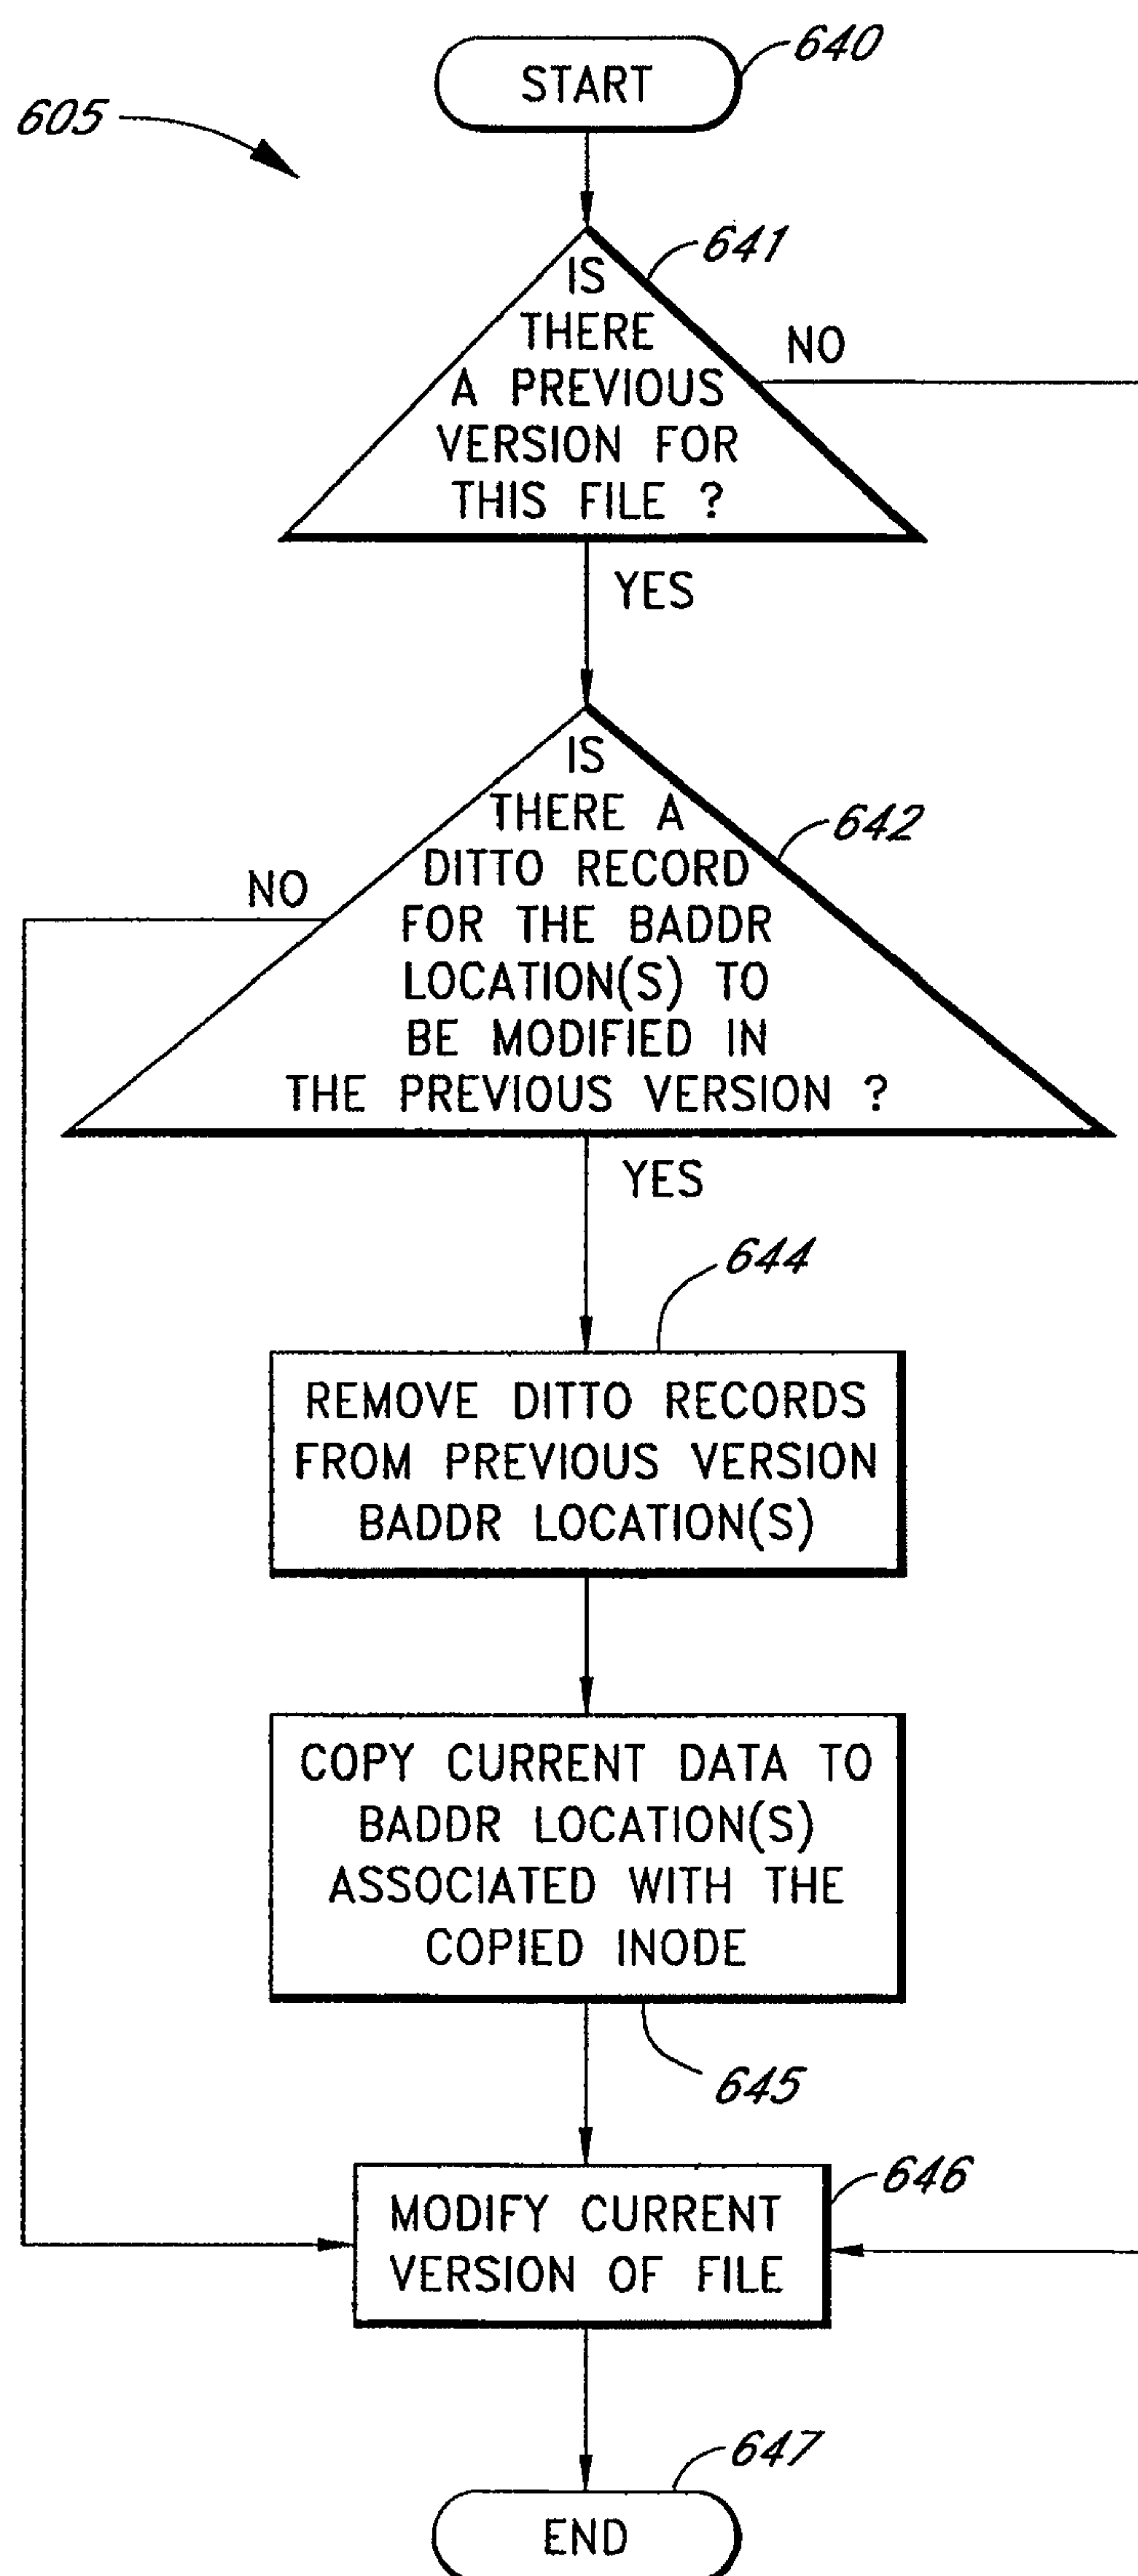 640
START
605
641
IS
THERE
A PREVIOUS
VERSION FOR
THIS FILE ?
NO
YES
IS
THERE A
DITTO RECORD
FOR THE BADDR
LOCATION(S) TO
BE MODIFIED IN
THE PREVIOUS VERSION ?
642
NO
YES
644
REMOVE DITTO RECORDS
FROM PREVIOUS VERSION
BADDR LOCATION(S)
COPY CURRENT DATA TO
BADDR LOCATION(S)
ASSOCIATED WITH THE
COPIED INODE
645
646
MODIFY CURRENT
VERSION OF FILE
647
END